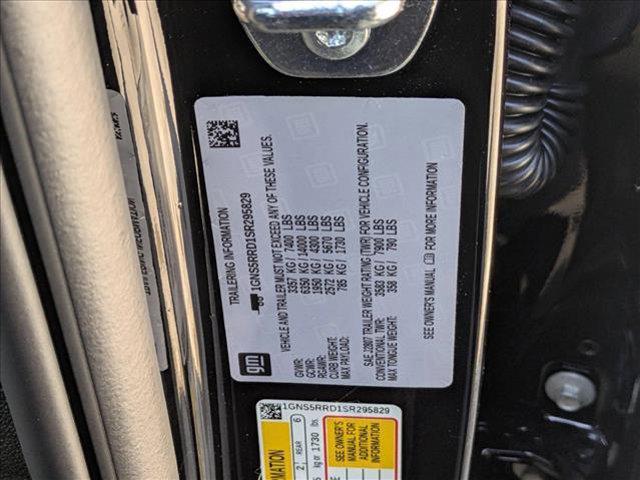 TRAILERING INFORMATION
1GNS5RRD1SR295829
VEHICLE AND TRAILER MUST NOT EXCEED ANY OF THESE VALUES.
GVWR: 3357 KG / 7400 LBS
GCWR: 6350 KG / 14000 LBS
RGAWR: 1950 KG / 4300 LBS
CURB WEIGHT: 2572 KG / 5670 LBS
MAX PAYLOAD: 785 KG / 1730 LBS
SAE J2807 TRAILER WEIGHT RATING (TWR) FOR VEHICLE CONFIGURATION.
CONVENTIONAL TWR: 3583 KG / 7900 LBS
MAX TONGUE WEIGHT: 358 KG / 790 LBS
SEE OWNER'S MANUAL FOR MORE INFORMATION
gm
1GNS5RRD1SR295829
2 REAR 6
kg or 1730 lbs.
SEE OWNER'S
MANUAL FOR
ADDITIONAL
INFORMATION